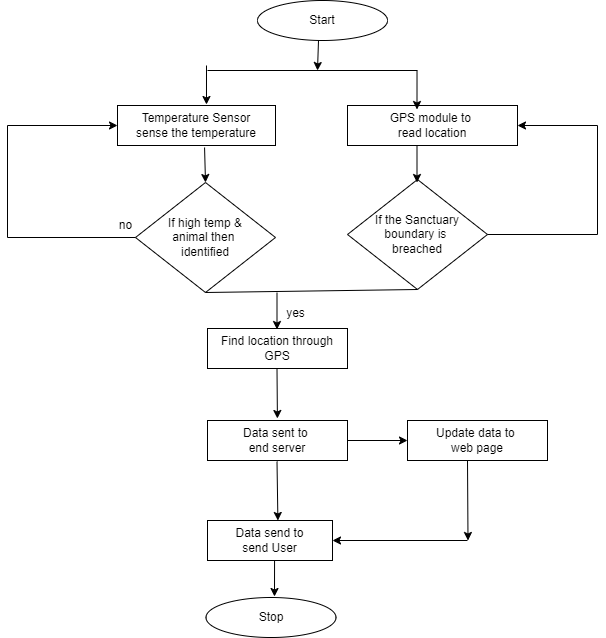 Start
Temperature Sensor
sense the temperature
GPS module to
read location
no
If high temp &
animal then
identified
If the Sanctuary
boundary is
breached
yes
Find location through
GPS
Data sent to
end server
Update data to
web page
Data send to
send User
Stop